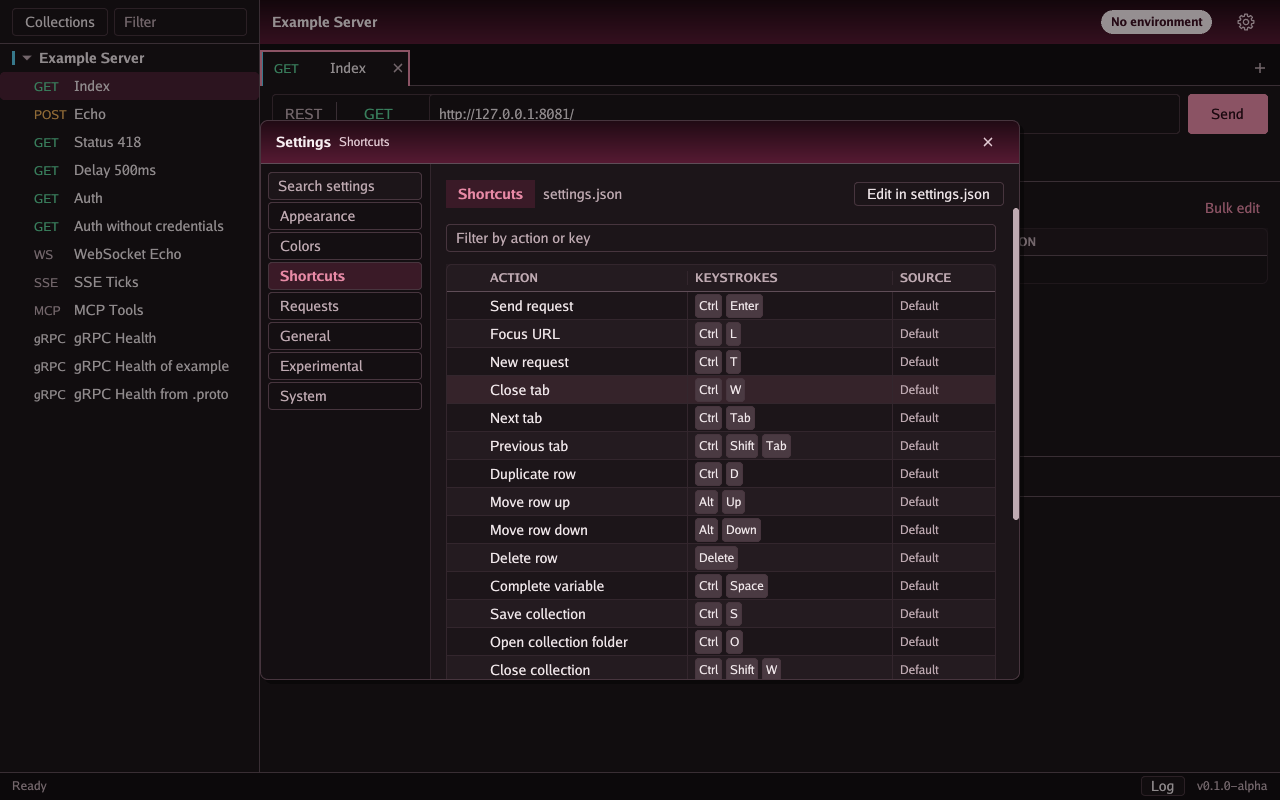 Collections Filter
Example Server No environment
Example Server
GET Index
POST Echo
GET Status 418
GET Delay 500ms
GET Auth
GET Auth without credentials
WS WebSocket Echo
SSE SSE Ticks
MCP MCP Tools
gRPC gRPC Health
gRPC gRPC Health of example
gRPC gRPC Health from .proto
GET Index
REST GET http://127.0.0.1:8081/ Send
Bulk edit
ON
Settings Shortcuts
Search settings
Appearance
Colors
Shortcuts
Requests
General
Experimental
System
Shortcuts settings.json Edit in settings.json
Filter by action or key
ACTION KEYSTROKES SOURCE
Send request Ctrl Enter Default
Focus URL Ctrl L Default
New request Ctrl T Default
Close tab Ctrl W Default
Next tab Ctrl Tab Default
Previous tab Ctrl Shift Tab Default
Duplicate row Ctrl D Default
Move row up Alt Up Default
Move row down Alt Down Default
Delete row Delete Default
Complete variable Ctrl Space Default
Save collection Ctrl S Default
Open collection folder Ctrl O Default
Close collection Ctrl Shift W Default
Ready Log v0.1.0-alpha